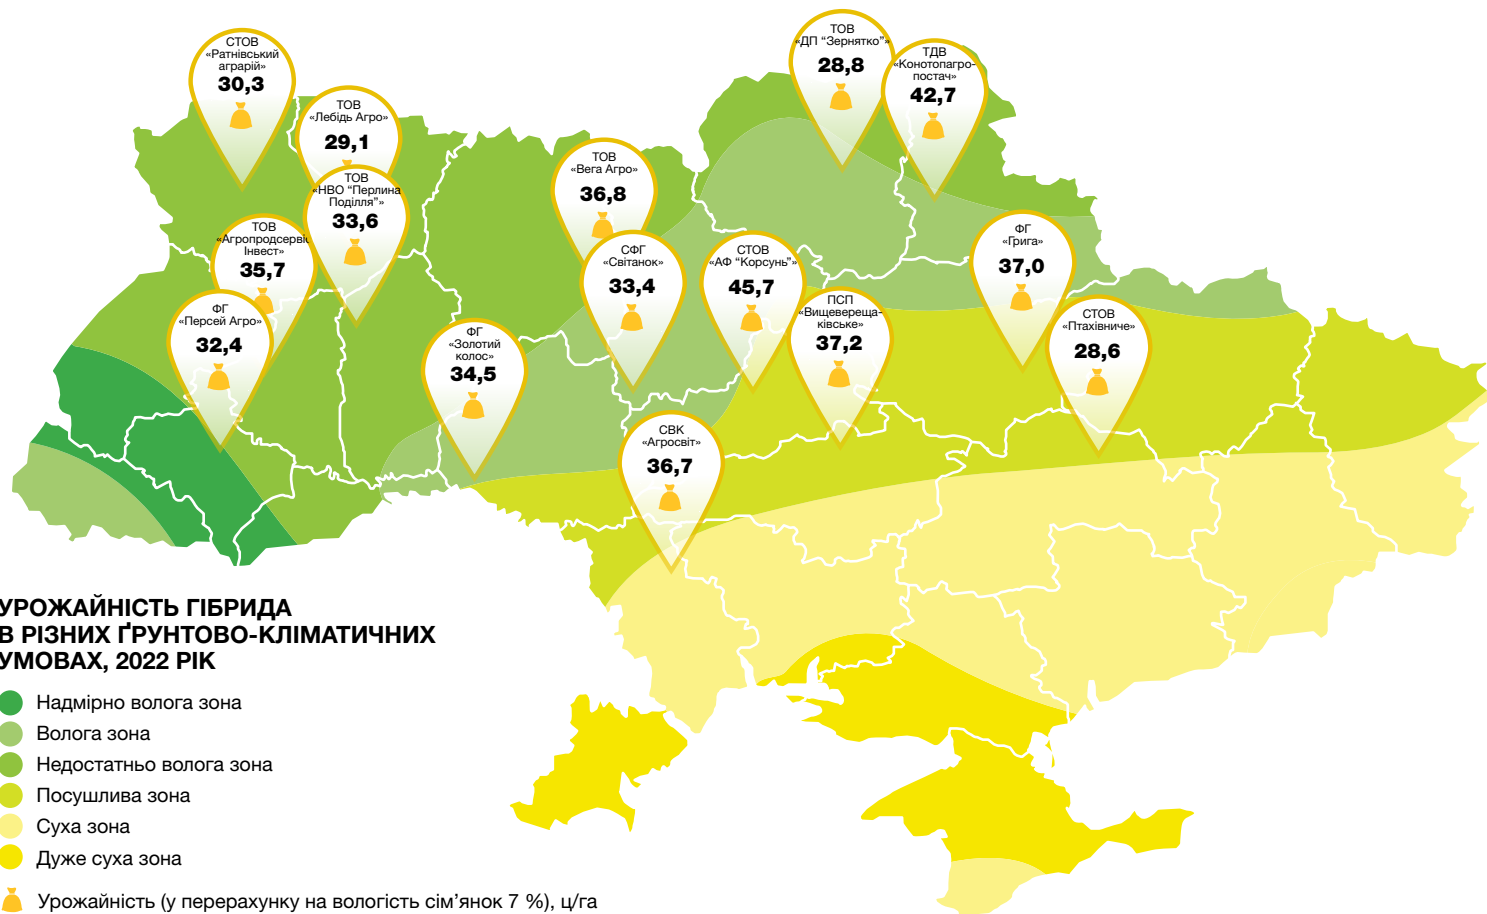 СТОВ
«Ратнівський
аграрій»
30,3
ТОВ
«Лебідь Агро»
29,1
ТОВ
«НВО “Перлина
Поділля”»
33,6
ТОВ
«Агропродсервіс
Інвест»
35,7
ФГ
«Персей Агро»
32,4
ФГ
«Золотий
колос»
34,5
ТОВ
«Вега Агро»
36,8
СФГ
«Світанок»
33,4
СТОВ
«АФ “Корсунь”»
45,7
ТОВ
«ДП “Зернятко”»
28,8
ТДВ
«Конотопагро-
постач»
42,7
ПСП
«Вищевереща-
ківське»
37,2
ФГ
«Грига»
37,0
СТОВ
«Птахівниче»
28,6
СВК
«Агросвіт»
36,7
УРОЖАЙНІСТЬ ГІБРИДА
В РІЗНИХ ҐРУНТОВО-КЛІМАТИЧНИХ
УМОВАХ, 2022 РІК
Надмірно волога зона
Волога зона
Недостатньо волога зона
Посушлива зона
Суха зона
Дуже суха зона
Урожайність (у перерахунку на вологість сім’янок 7 %), ц/га